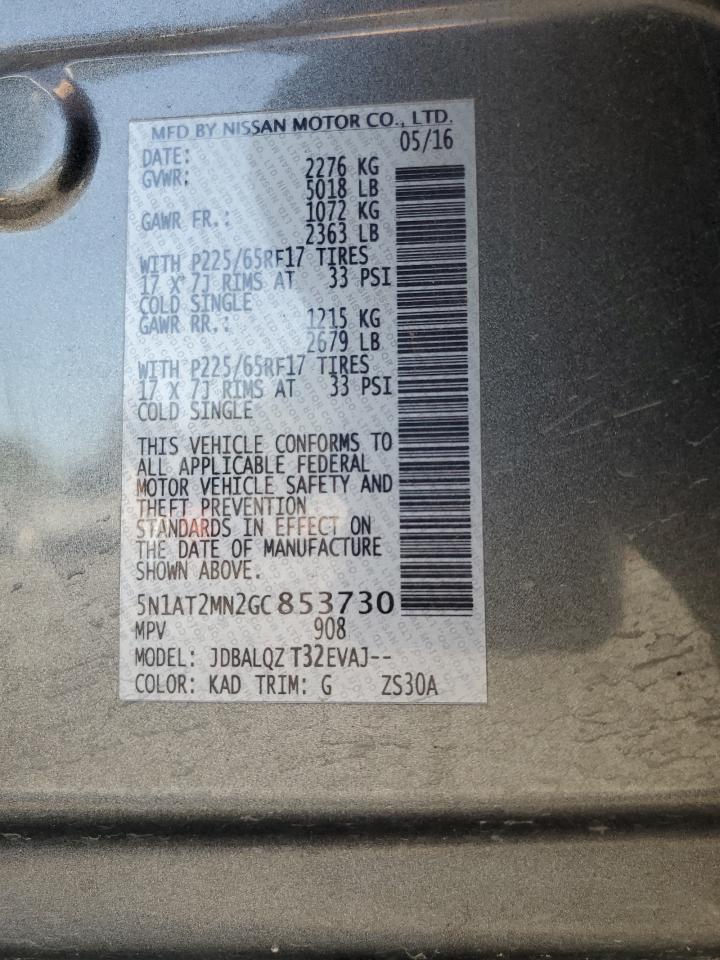 MFD BY NISSAN MOTOR CO., LTD.
DATE: 05/16
GVWR: 2276 KG
5018 LB
GAWR FR.: 1072 KG
2363 LB
WITH P225/65RF17 TIRES
17 X 7J RIMS AT 33 PSI
COLD SINGLE
GAWR RR.: 1215 KG
2679 LB
WITH P225/65RF17 TIRES
17 X 7J RIMS AT 33 PSI
COLD SINGLE
THIS VEHICLE CONFORMS TO
ALL APPLICABLE FEDERAL
MOTOR VEHICLE SAFETY AND
THEFT PREVENTION
STANDARDS IN EFFECT ON
THE DATE OF MANUFACTURE
SHOWN ABOVE.
5N1AT2MN2GC853730
MPV 908
MODEL: JDBALQZ T32EVAJ--
COLOR: KAD TRIM: G ZS30A